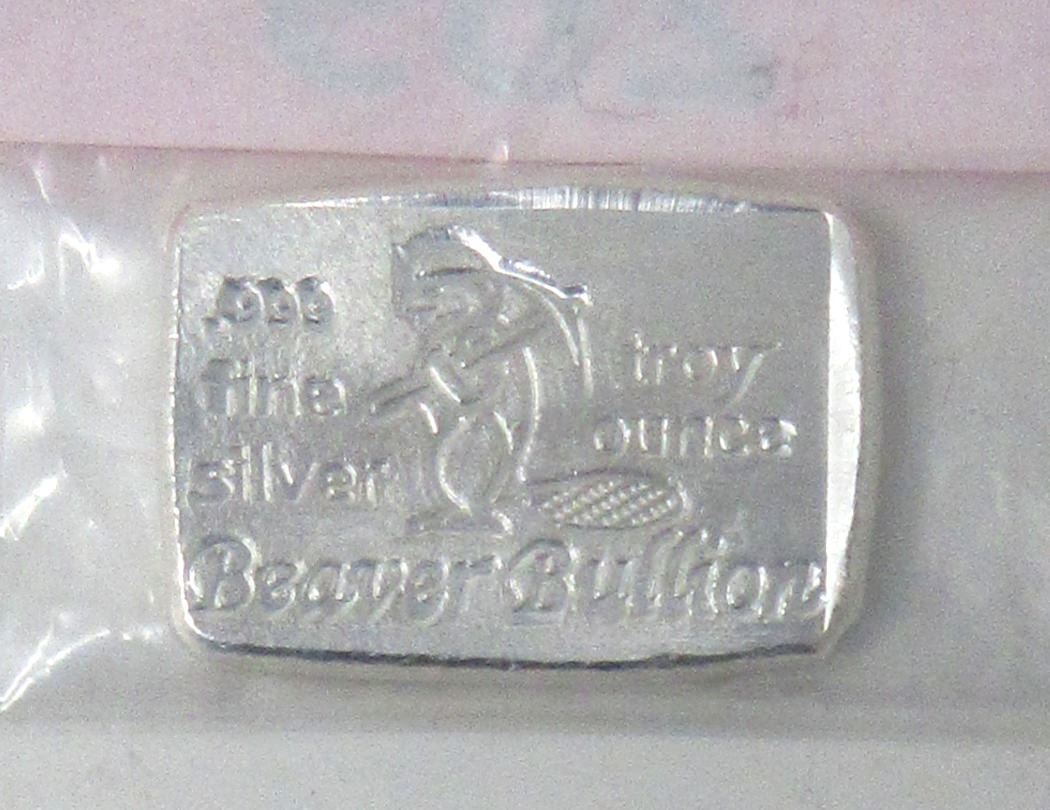 .999
fine
silver
troy
ounce
Beaver Bullion